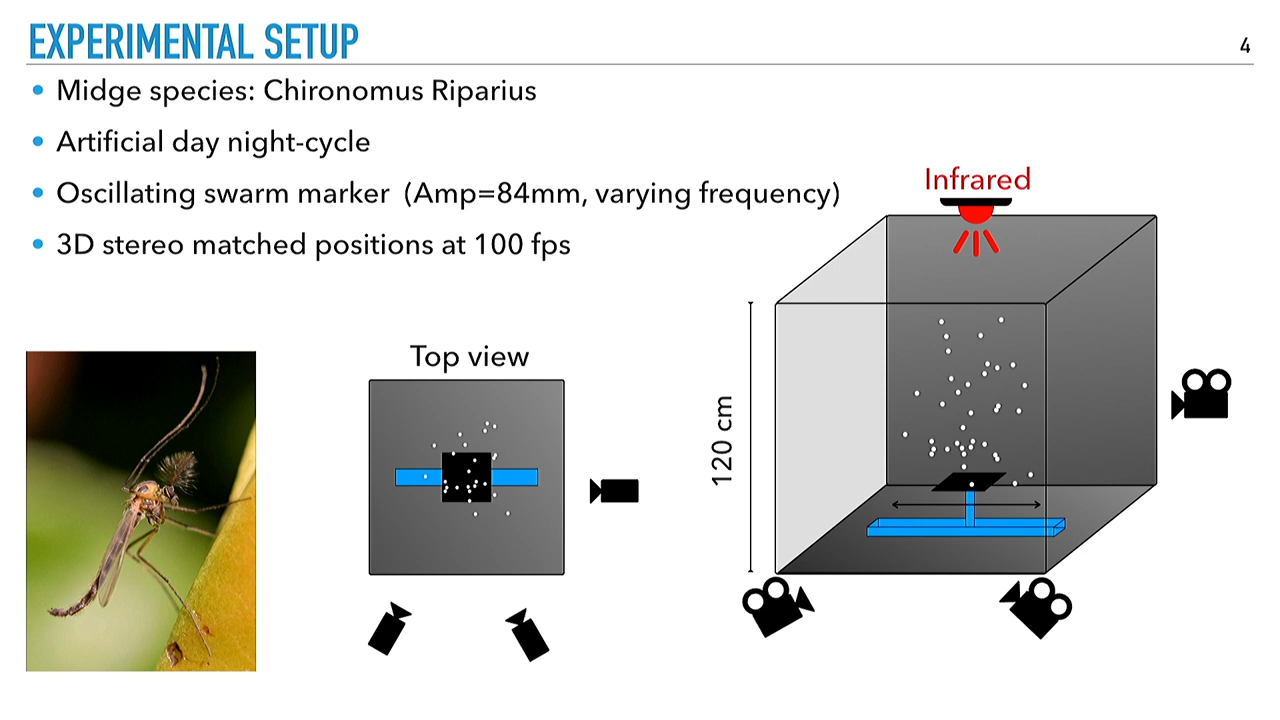 EXPERIMENTAL SETUP
4
• Midge species: Chironomus Riparius
• Artificial day night-cycle
• Oscillating swarm marker (Amp=84mm, varying frequency)
• 3D stereo matched positions at 100 fps
Infrared
Top view
120 cm